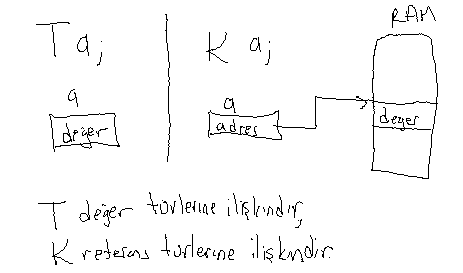 RAM
T a;
K a;
a
değer
a
adres
değer
T değer türlerine ilişkindir,
K referans türlerine ilişkindir.